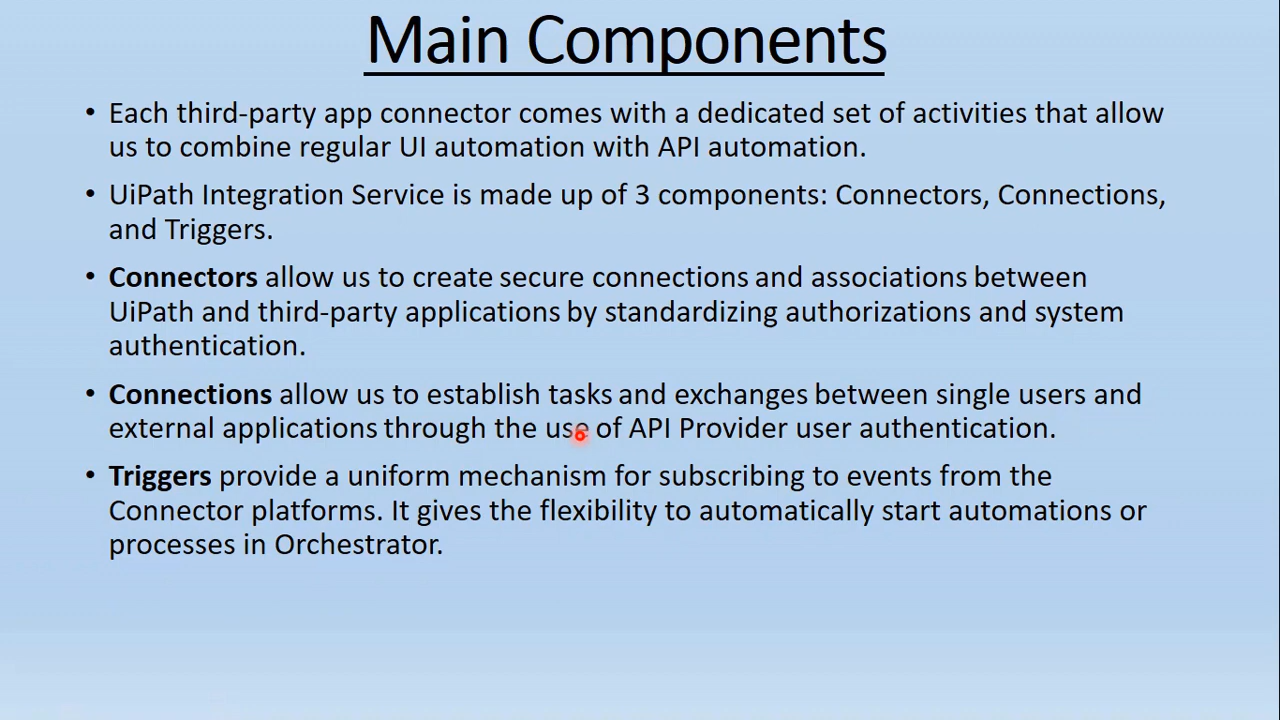 Main Components
• Each third-party app connector comes with a dedicated set of activities that allow
us to combine regular UI automation with API automation.
• UiPath Integration Service is made up of 3 components: Connectors, Connections,
and Triggers.
• Connectors allow us to create secure connections and associations between
UiPath and third-party applications by standardizing authorizations and system
authentication.
• Connections allow us to establish tasks and exchanges between single users and
external applications through the use of API Provider user authentication.
• Triggers provide a uniform mechanism for subscribing to events from the
Connector platforms. It gives the flexibility to automatically start automations or
processes in Orchestrator.